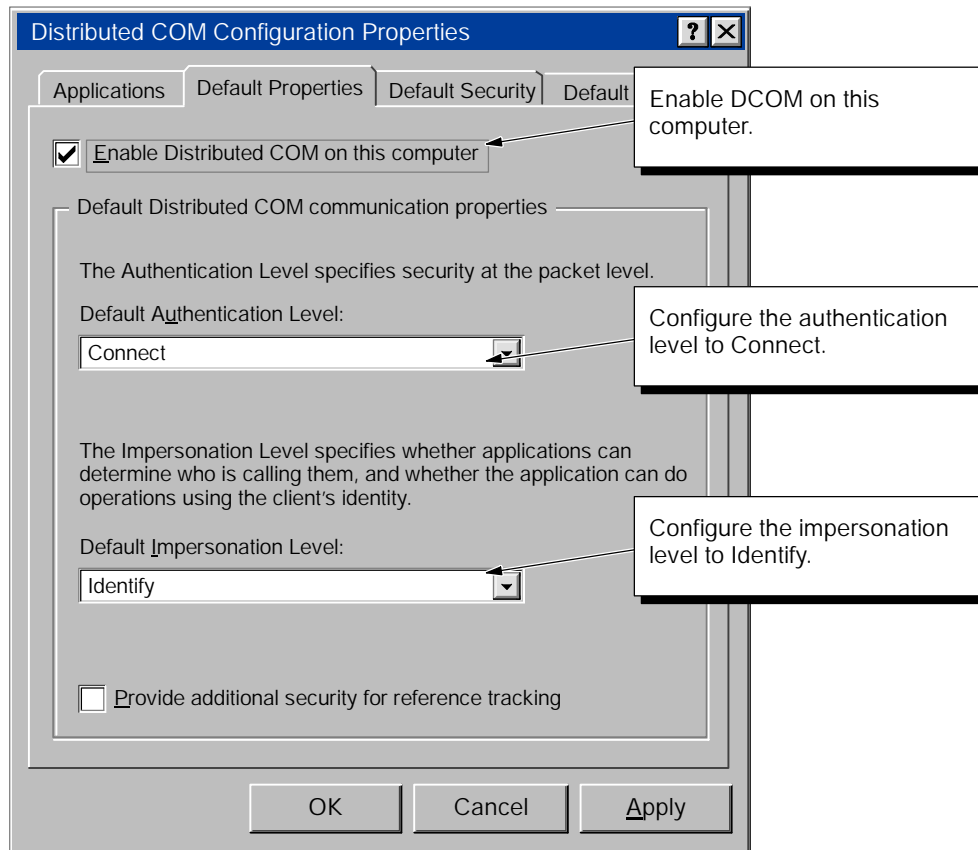 Distributed COM Configuration Properties
Applications
Default Properties
Default Security
Default
Enable DCOM on this
computer.
Enable Distributed COM on this computer
Default Distributed COM communication properties
The Authentication Level specifies security at the packet level.
Default Authentication Level:
Connect
Configure the authentication
level to Connect.
The Impersonation Level specifies whether applications can
determine who is calling them, and whether the application can do
operations using the client's identity.
Default Impersonation Level:
Identify
Configure the impersonation
level to Identify.
Provide additional security for reference tracking
OK
Cancel
Apply